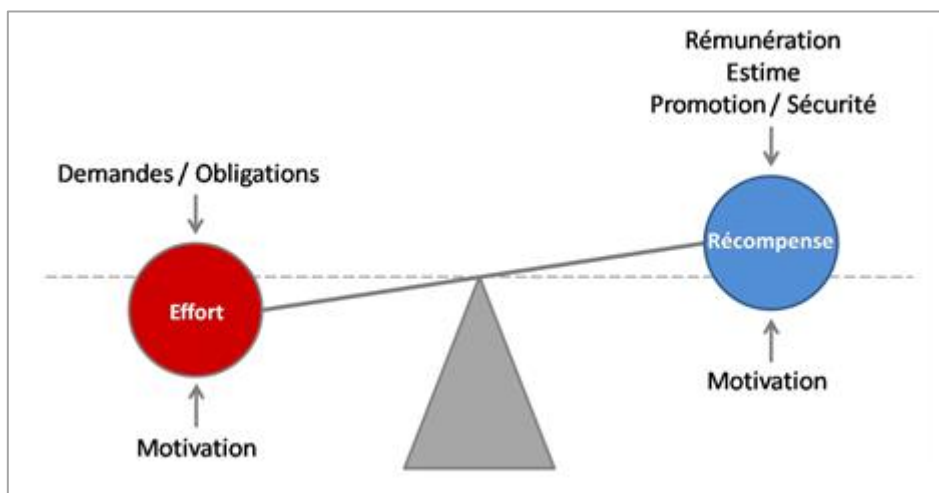 Rémunération
Estime
Promotion / Sécurité
Demandes / Obligations
Récompense
Effort
Motivation
Motivation